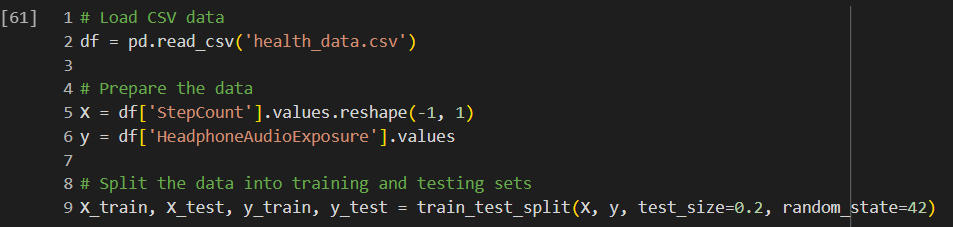 [61] 1 # Load CSV data
2 df = pd.read_csv('health_data.csv')
3
4 # Prepare the data
5 X = df['StepCount'].values.reshape(-1, 1)
6 y = df['HeadphoneAudioExposure'].values
7
8 # Split the data into training and testing sets
9 X_train, X_test, y_train, y_test = train_test_split(X, y, test_size=0.2, random_state=42)